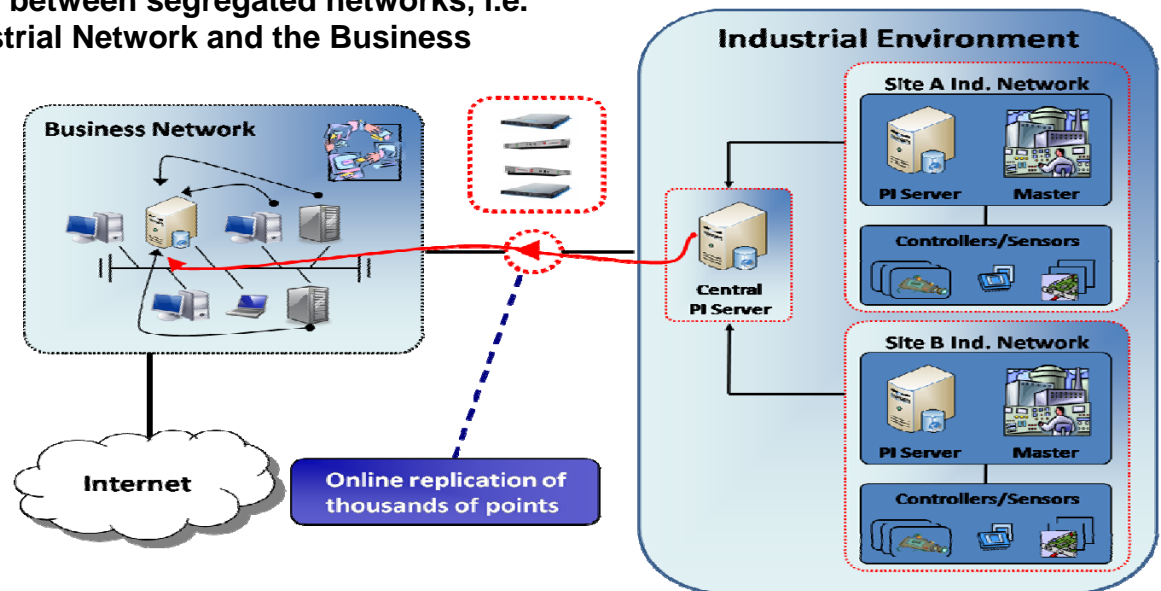 between segregated networks, i.e.
strial Network and the Business
Industrial Environment
Business Network
Site A Ind. Network
PI Server Master
Controllers/Sensors
Central
PI Server
Site B Ind. Network
PI Server Master
Controllers/Sensors
Internet
Online replication of
thousands of points